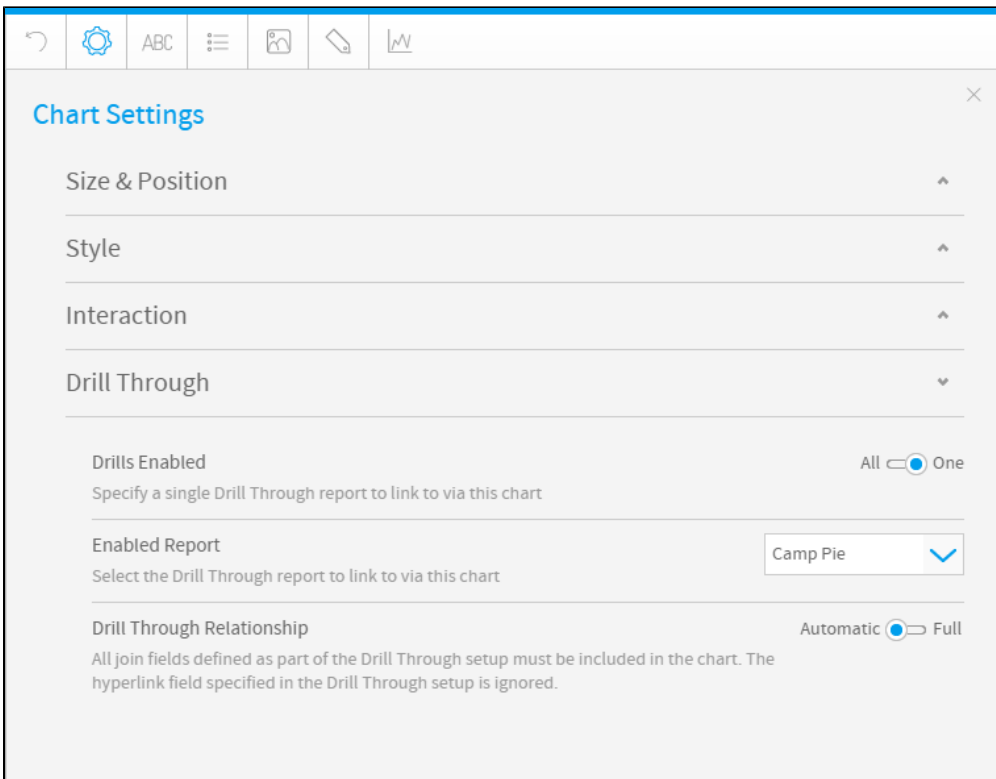 ABC
Chart Settings
Size & Position
Style
Interaction
Drill Through
Drills Enabled
All One
Specify a single Drill Through report to link to via this chart
Enabled Report
Camp Pie
Select the Drill Through report to link to via this chart
Drill Through Relationship
Automatic Full
All join fields defined as part of the Drill Through setup must be included in the chart. The
hyperlink field specified in the Drill Through setup is ignored.